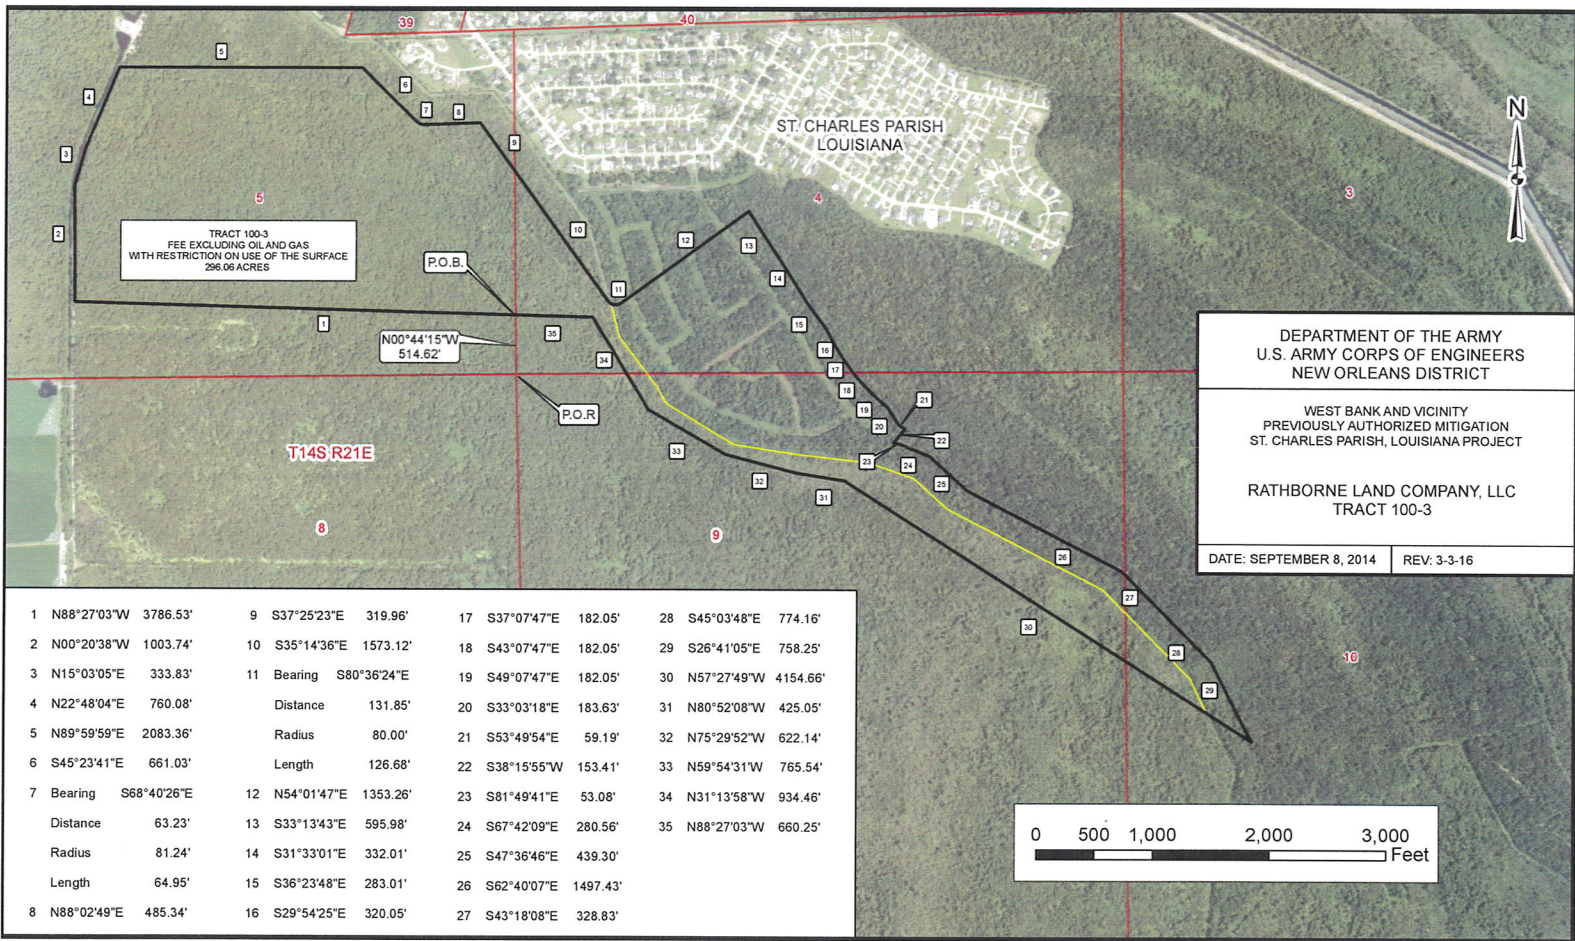 39
40
5
6
4
7
8
ST. CHARLES PARISH
LOUISIANA
N
9
3
5
4
3
2
TRACT 100-3
FEE EXCLUDING OIL AND GAS
WITH RESTRICTION ON USE OF THE SURFACE
296.06 ACRES
10
12
13
P.O.B.
14
11
1
35
15
N00°44'15"W
514.62'
34
16
17
18
P.O.R
19
21
20
22
T14S R21E
33
23
24
32
25
31
8
9
26
27
30
28
10
29
DEPARTMENT OF THE ARMY
U.S. ARMY CORPS OF ENGINEERS
NEW ORLEANS DISTRICT
WEST BANK AND VICINITY
PREVIOUSLY AUTHORIZED MITIGATION
ST. CHARLES PARISH, LOUISIANA PROJECT
RATHBORNE LAND COMPANY, LLC
TRACT 100-3
DATE: SEPTEMBER 8, 2014 REV: 3-3-16
1 N88°27'03"W 3786.53'
2 N00°20'38"W 1003.74'
3 N15°03'05"E 333.83'
4 N22°48'04"E 760.08'
5 N89°59'59"E 2083.36'
6 S45°23'41"E 661.03'
7 Bearing S68°40'26"E
Distance 63.23'
Radius 81.24'
Length 64.95'
8 N88°02'49"E 485.34'
9 S37°25'23"E 319.96'
10 S35°14'36"E 1573.12'
11 Bearing S80°36'24"E
Distance 131.85'
Radius 80.00'
Length 126.68'
12 N54°01'47"E 1353.26'
13 S33°13'43"E 595.98'
14 S31°33'01"E 332.01'
15 S36°23'48"E 283.01'
16 S29°54'25"E 320.05'
17 S37°07'47"E 182.05'
18 S43°07'47"E 182.05'
19 S49°07'47"E 182.05'
20 S33°03'18"E 183.63'
21 S53°49'54"E 59.19'
22 S38°15'55"W 153.41'
23 S81°49'41"E 53.08'
24 S67°42'09"E 280.56'
25 S47°36'46"E 439.30'
26 S62°40'07"E 1497.43'
27 S43°18'08"E 328.83'
28 S45°03'48"E 774.16'
29 S26°41'05"E 758.25'
30 N57°27'49"W 4154.66'
31 N80°52'08"W 425.05'
32 N75°29'52"W 622.14'
33 N59°54'31"W 765.54'
34 N31°13'58"W 934.46'
35 N88°27'03"W 660.25'
0 500 1,000 2,000 3,000
Feet